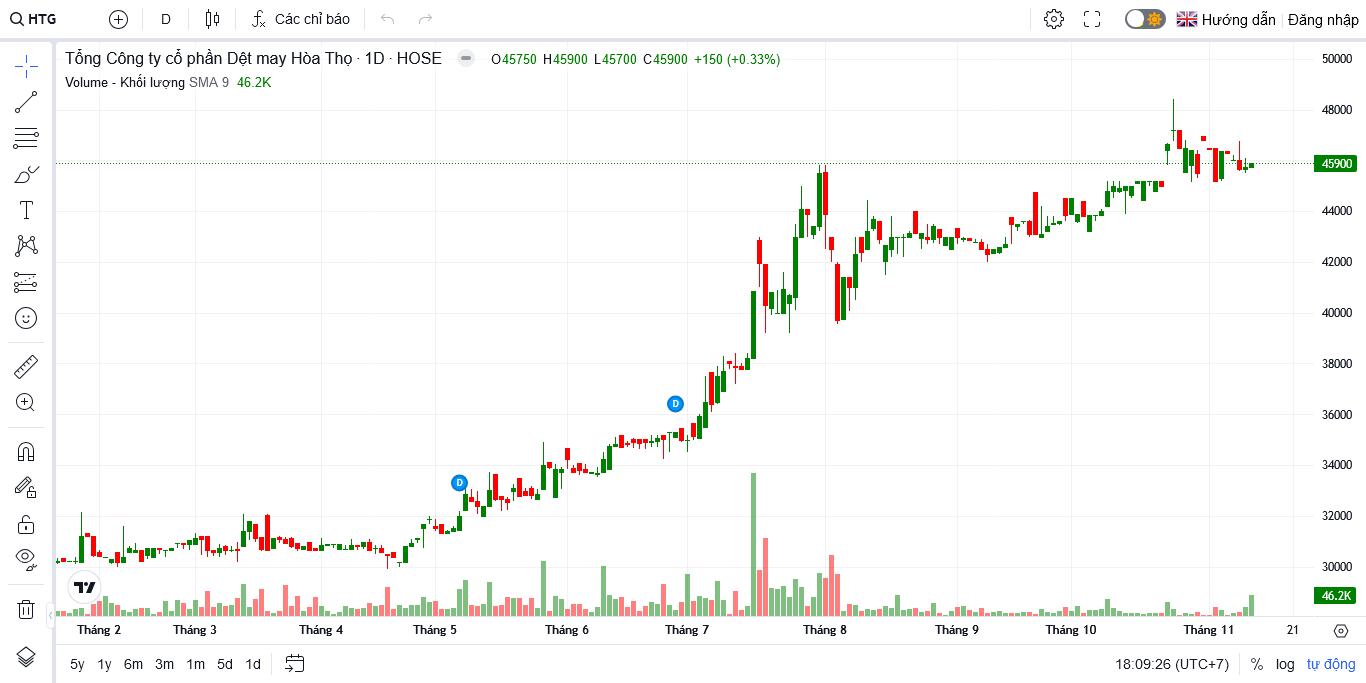 HTG D Các chỉ báo Hướng dẫn Đăng nhập
Tổng Công ty cổ phần Dệt may Hòa Thọ · 1D · HOSE O45750 H45900 L45700 C45900 +150 (+0.33%)
Volume - Khối lượng SMA 9 46.2K
50000
48000
45900
44000
42000
40000
38000
36000
34000
32000
30000
46.2K
D
D
Tháng 2 Tháng 3 Tháng 4 Tháng 5 Tháng 6 Tháng 7 Tháng 8 Tháng 9 Tháng 10 Tháng 11 21
5y 1y 6m 3m 1m 5d 1d 18:09:26 (UTC+7) % log tự động